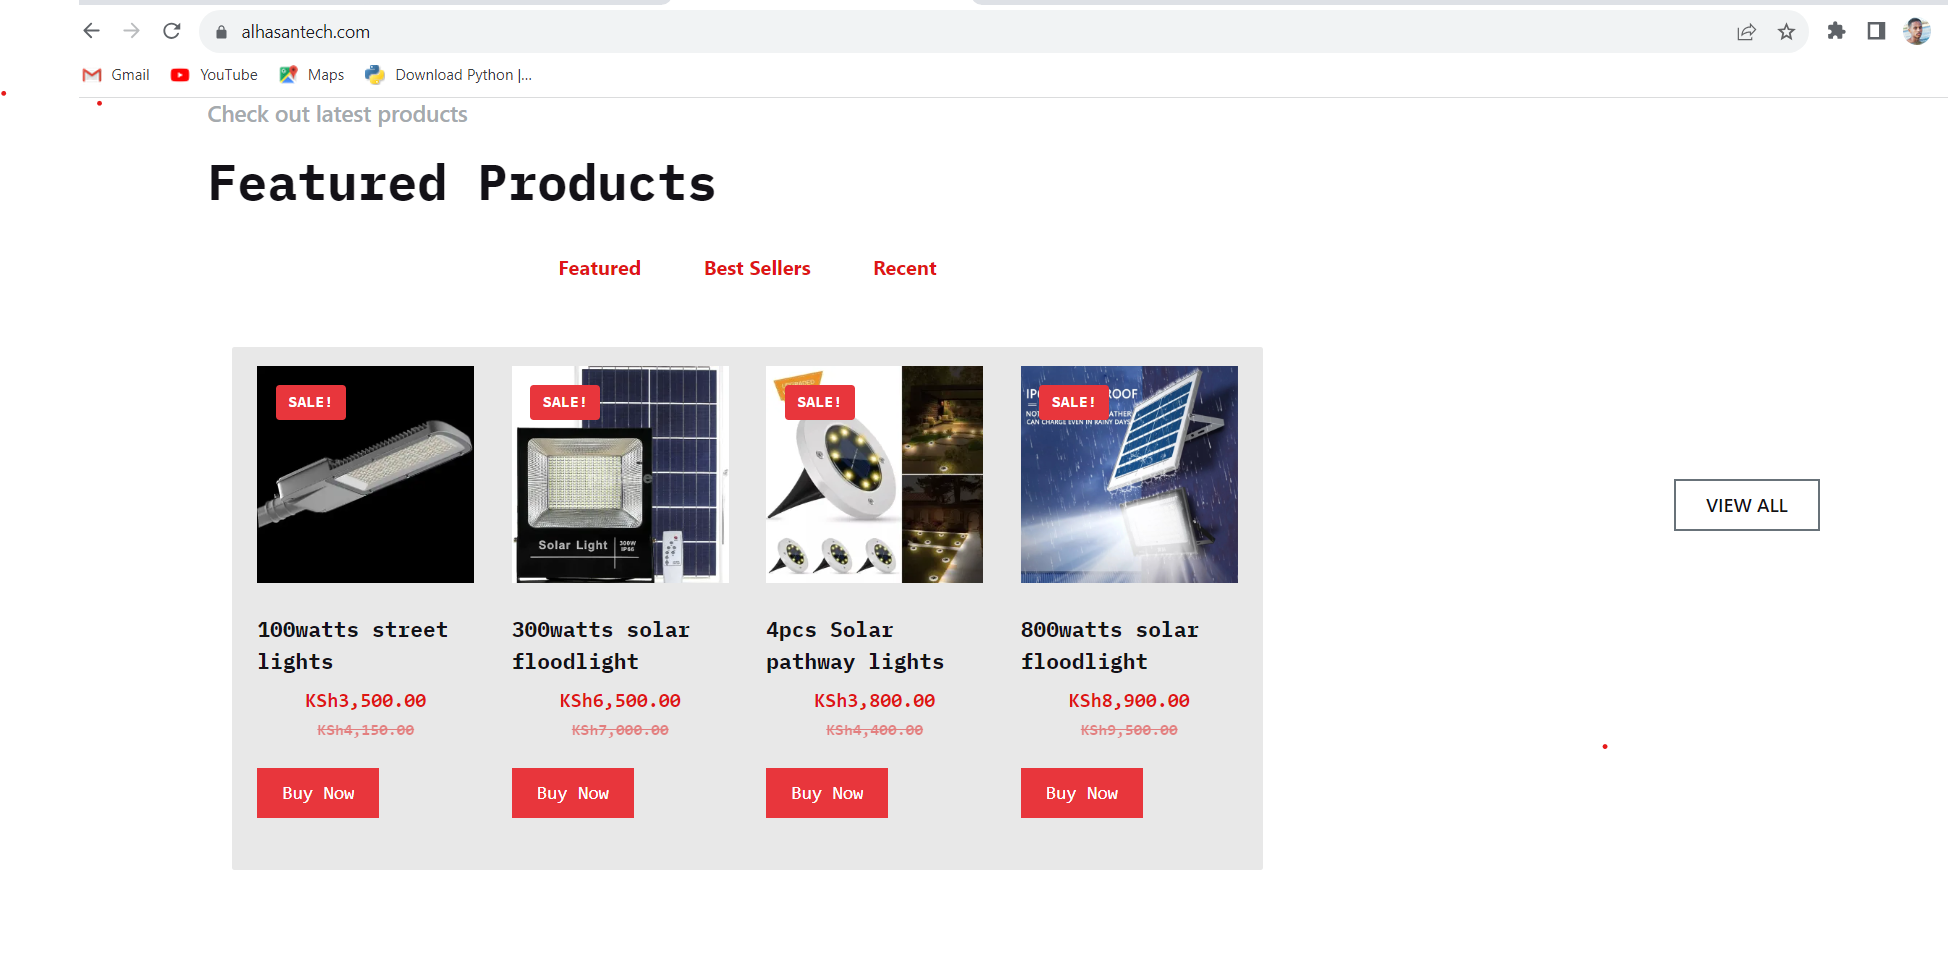 alhasantech.com
Gmail YouTube Maps Download Python |...
Check out latest products
Featured Products
Featured Best Sellers Recent
SALE!
SALE!
Solar Light 300W IP66
SALE!
SALE!
ROOF
CAN CHARGE EVEN IN RAINY DAYS
VIEW ALL
100watts street
lights
KSh3,500.00
KSh4,150.00
Buy Now
300watts solar
floodlight
KSh6,500.00
KSh7,000.00
Buy Now
4pcs Solar
pathway lights
KSh3,800.00
KSh4,400.00
Buy Now
800watts solar
floodlight
KSh8,900.00
KSh9,500.00
Buy Now